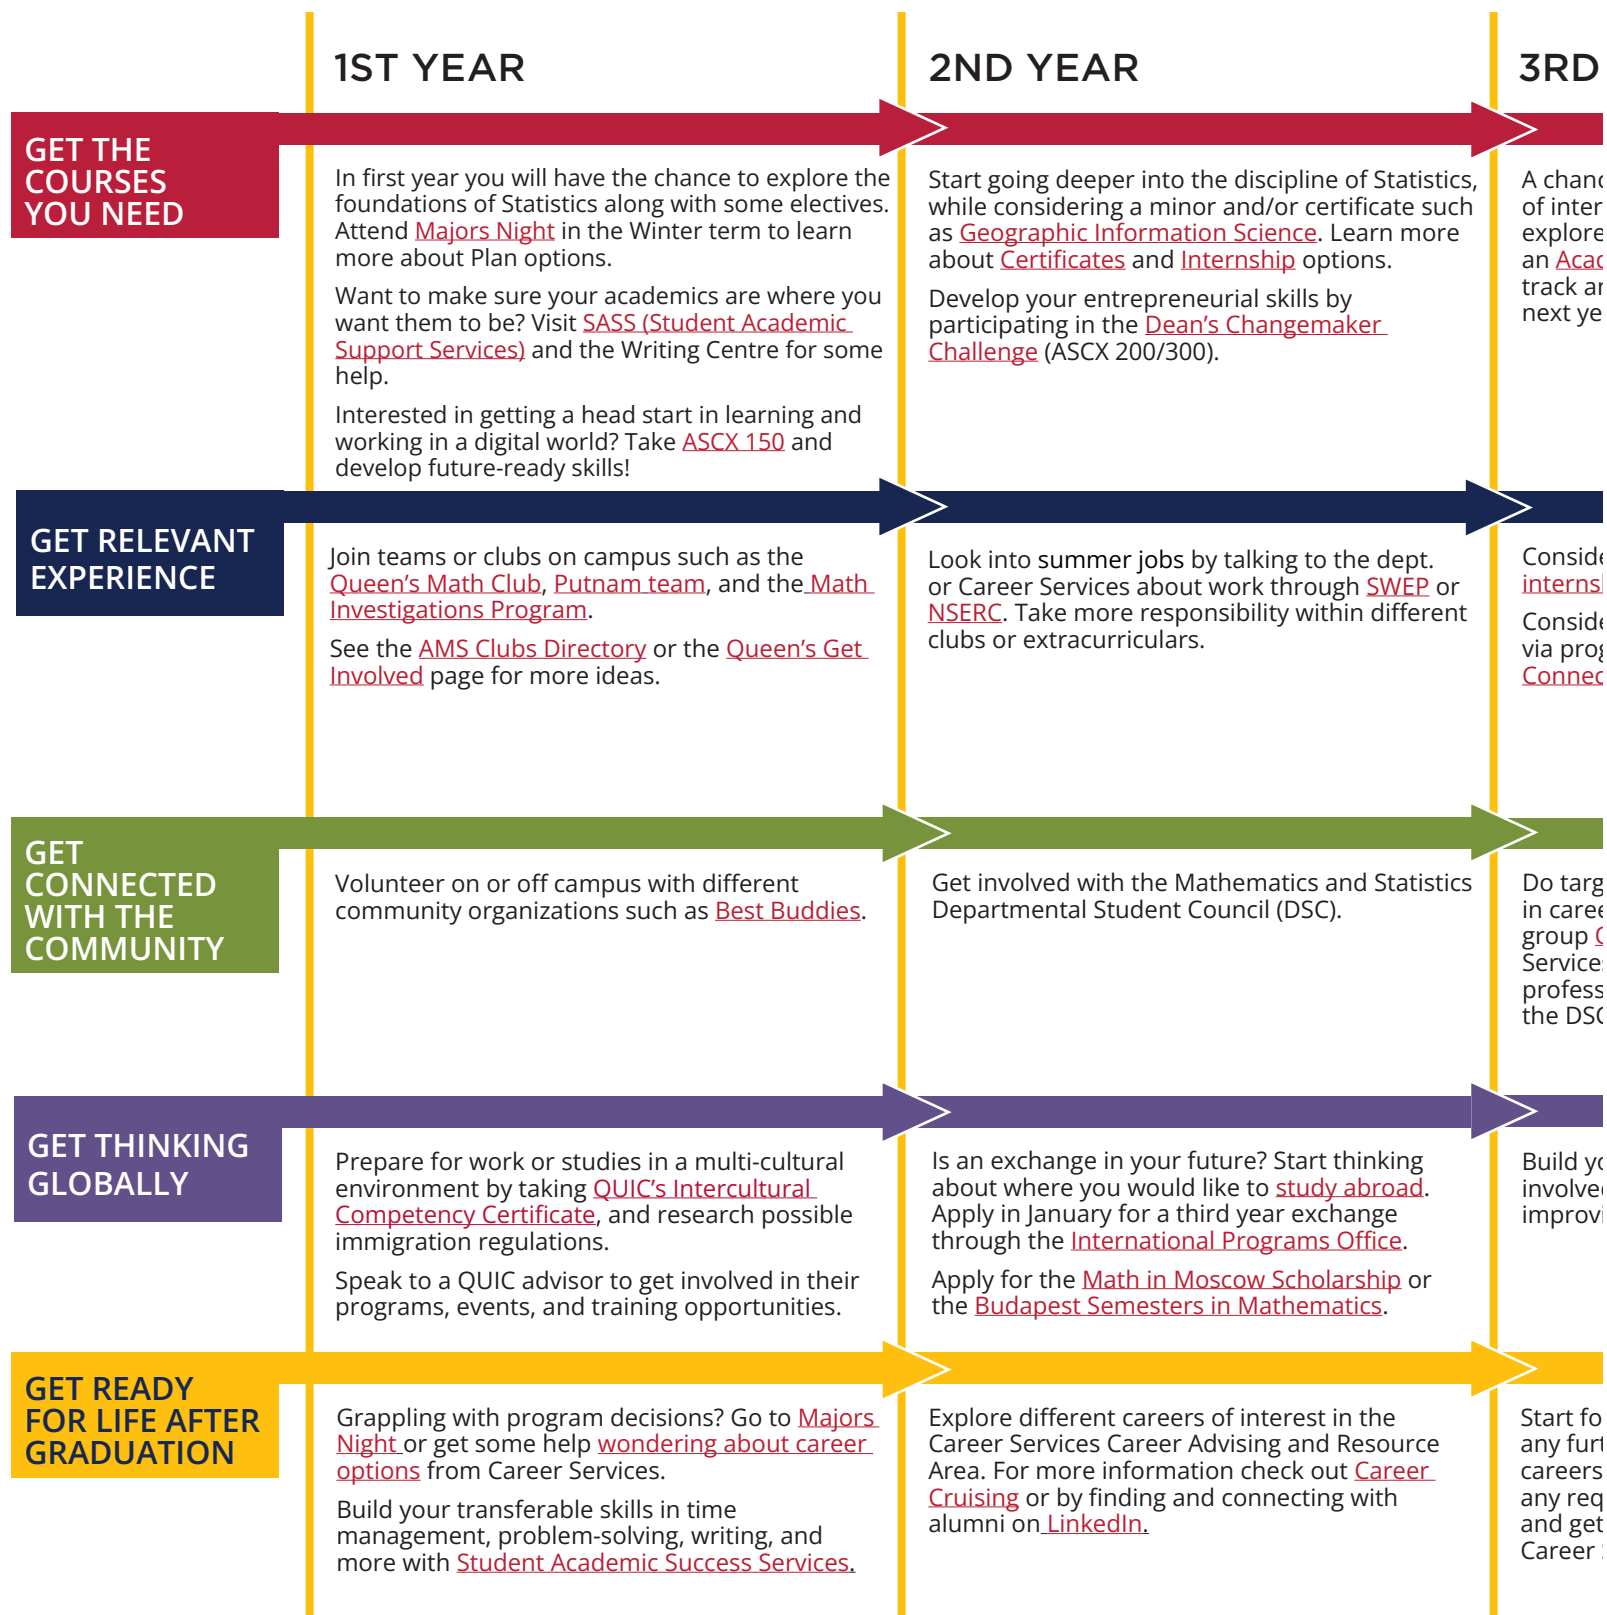 1ST YEAR
2ND YEAR
3RD
GET THE
COURSES
YOU NEED
In first year you will have the chance to explore the
foundations of Statistics along with some electives.
Attend Majors Night in the Winter term to learn
more about Plan options.
Want to make sure your academics are where you
want them to be? Visit SASS (Student Academic
Support Services) and the Writing Centre for some
help.
Interested in getting a head start in learning and
working in a digital world? Take ASCX 150 and
develop future-ready skills!
Start going deeper into the discipline of Statistics,
while considering a minor and/or certificate such
as Geographic Information Science. Learn more
about Certificates and Internship options.
Develop your entrepreneurial skills by
participating in the Dean's Changemaker
Challenge (ASCX 200/300).
A
of
explore
an
track
next
GET RELEVANT
EXPERIENCE
Join teams or clubs on campus such as the
Queen's Math Club, Putnam team, and the Math
Investigations Program.
See the AMS Clubs Directory or the Queen's Get
Involved page for more ideas.
Look into summer jobs by talking to the dept.
or Career Services about work through SWEP or
NSERC. Take more responsibility within different
clubs or extracurriculars.
via
GET
CONNECTED
WITH THE
COMMUNITY
Volunteer on or off campus with different
community organizations such as Best Buddies.
Get involved with the Mathematics and Statistics
Departmental Student Council (DSC).
Do
in
group
the
GET THINKING
GLOBALLY
Prepare for work or studies in a multi-cultural
environment by taking QUIC's Intercultural
Competency Certificate, and research possible
immigration regulations.
Speak to a QUIC advisor to get involved in their
programs, events, and training opportunities.
Is an exchange in your future? Start thinking
about where you would like to study abroad.
Apply in January for a third year exchange
through the International Programs Office.
Apply for the Math in Moscow Scholarship or
the Budapest Semesters in Mathematics.
Build
GET READY
FOR LIFE AFTER
GRADUATION
Grappling with program decisions? Go to Majors
Night or get some help wondering about career
options from Career Services.
Build your transferable skills in time
management, problem-solving, writing, and
more with Student Academic Success Services.
Explore different careers of interest in the
Career Services Career Advising and Resource
Area. For more information check out Career
Cruising or by finding and connecting with
alumni on LinkedIn.
Start
any
careers
any
and get
Career